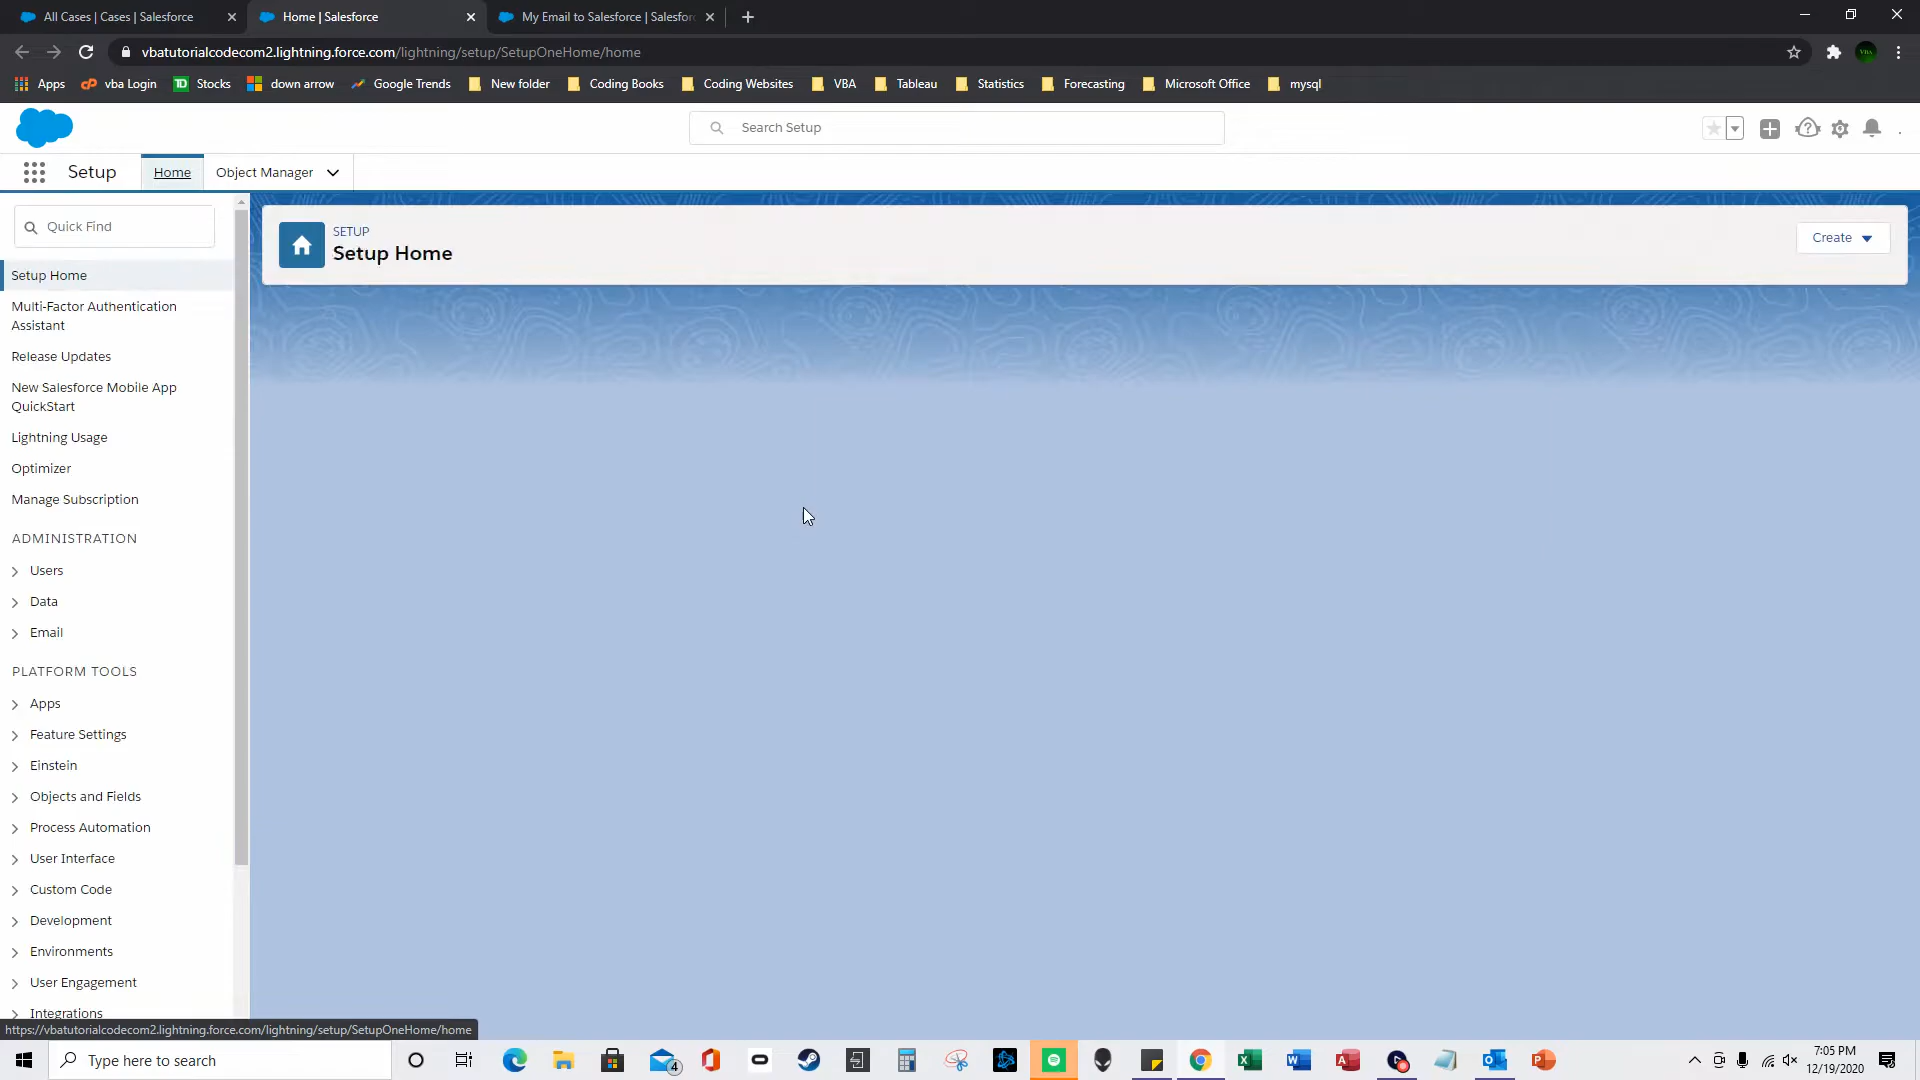 All Cases | Cases | Salesforce
Home | Salesforce
My Email to Salesforce | Salesfor
vbatutorialcodecom2.lightning.force.com/lightning/setup/SetupOneHome/home
Apps
vba Login
Stocks
down arrow
Google Trends
New folder
Coding Books
Coding Websites
VBA
Tableau
Statistics
Forecasting
Microsoft Office
mysql
Search Setup
Setup
Home
Object Manager
Quick Find
SETUP
Setup Home
Create
Setup Home
Multi-Factor Authentication
Assistant
Release Updates
New Salesforce Mobile App
QuickStart
Lightning Usage
Optimizer
Manage Subscription
ADMINISTRATION
Users
Data
Email
PLATFORM TOOLS
Apps
Feature Settings
Einstein
Objects and Fields
Process Automation
User Interface
Custom Code
Development
Environments
User Engagement
Integrations
https://vbatutorialcodecom2.lightning.force.com/lightning/setup/SetupOneHome/home
Type here to search
4
7:05 PM
12/19/2020